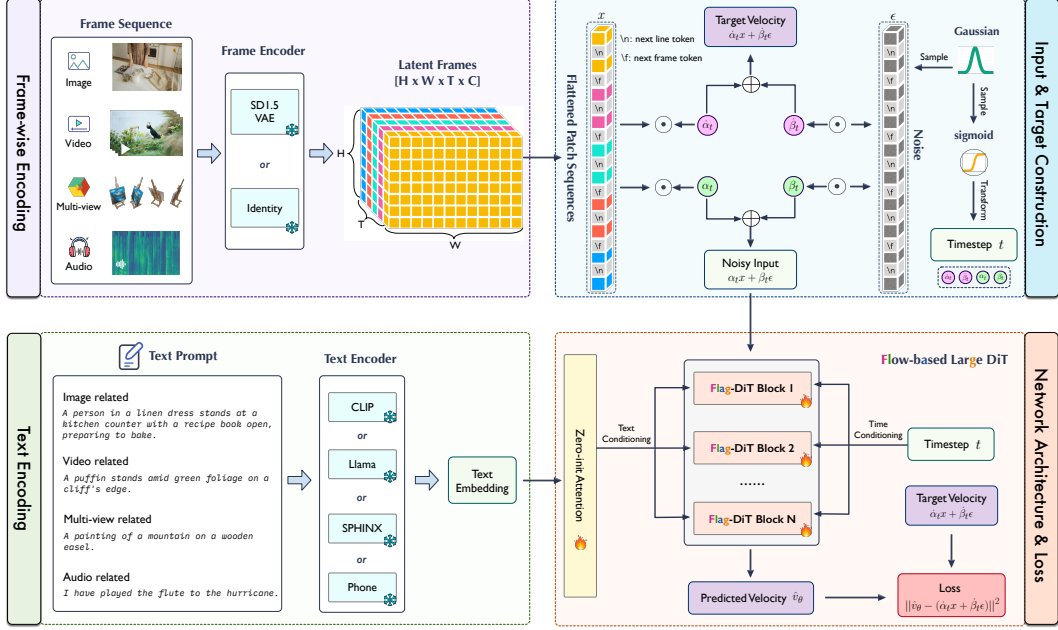 Frame-wise Encoding
Frame Sequence
Image
Video
Multi-view
Audio
Frame Encoder
SD1.5
VAE
or
Identity
Latent Frames
[H x W x T x C]
H
T
W
Input & Target Construction
Flattened Patch Sequences
x
\n
\f
\n
\f
\n
\f
\n
\f
\n
\f
\n
\n: next line token
\f: next frame token
Target Velocity
α̇ₜx + β̇ₜϵ
α̇ₜ
β̇ₜ
αₜ
βₜ
Noisy Input
αₜx + βₜϵ
ϵ
Noise
Gaussian
Sample
Sample
sigmoid
Transform
Timestep t
α̇ₜ β̇ₜ αₜ βₜ
Text Encoding
Text Prompt
Image related
A person in a linen dress stands at a
kitchen counter with a recipe book open,
preparing to bake.
Video related
A puffin stands amid green foliage on a
cliff's edge.
Multi-view related
A painting of a mountain on a wooden
easel.
Audio related
I have played the flute to the hurricane.
Text Encoder
CLIP
or
Llama
or
SPHINX
or
Phone
Text
Embedding
Network Architecture & Loss
Flow-based Large DiT
Zero-init Attention
Text
Conditioning
Flag-DiT Block 1
Flag-DiT Block 2
......
Flag-DiT Block N
Time
Conditioning
Timestep t
Target Velocity
α̇ₜx + β̇ₜϵ
Predicted Velocity v̂_θ
Loss
||v̂_θ − (α̇ₜx + β̇ₜϵ)||²